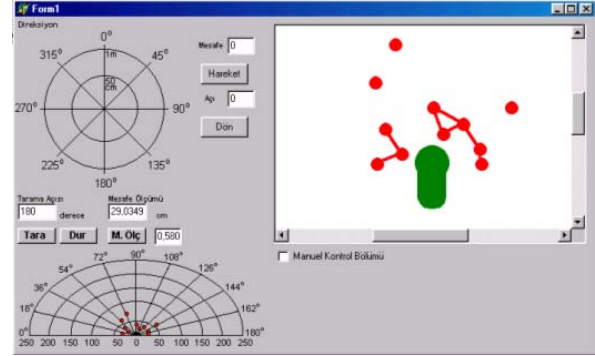 Form1
Direksiyon
0°
315°
45°
1m
50
cm
270°
90°
225°
135°
180°
Mesafe 0
Hareket
Açı 0
Dön
Tarama Açısı
Mesafe Ölçümü
180 derece
29,0349 cm
Tara Dur M. Ölç 0,580
Manuel Kontrol Bölümü
72° 90° 108°
54° 126°
36° 144°
18° 162°
0° 180°
250 200 150 100 50 0 50 100 150 200 250